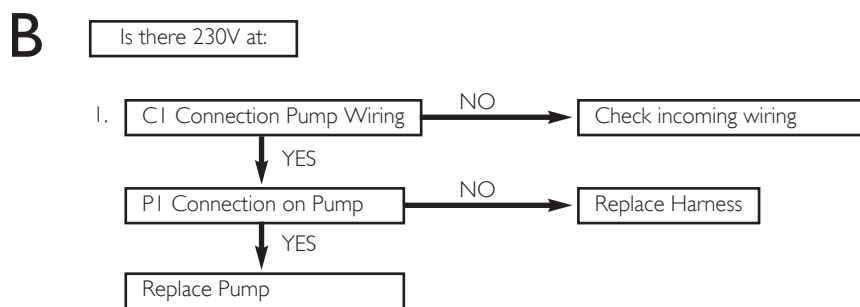 B
Is there 230V at:
1. C1 Connection Pump Wiring
NO
Check incoming wiring
YES
P1 Connection on Pump
NO
Replace Harness
YES
Replace Pump